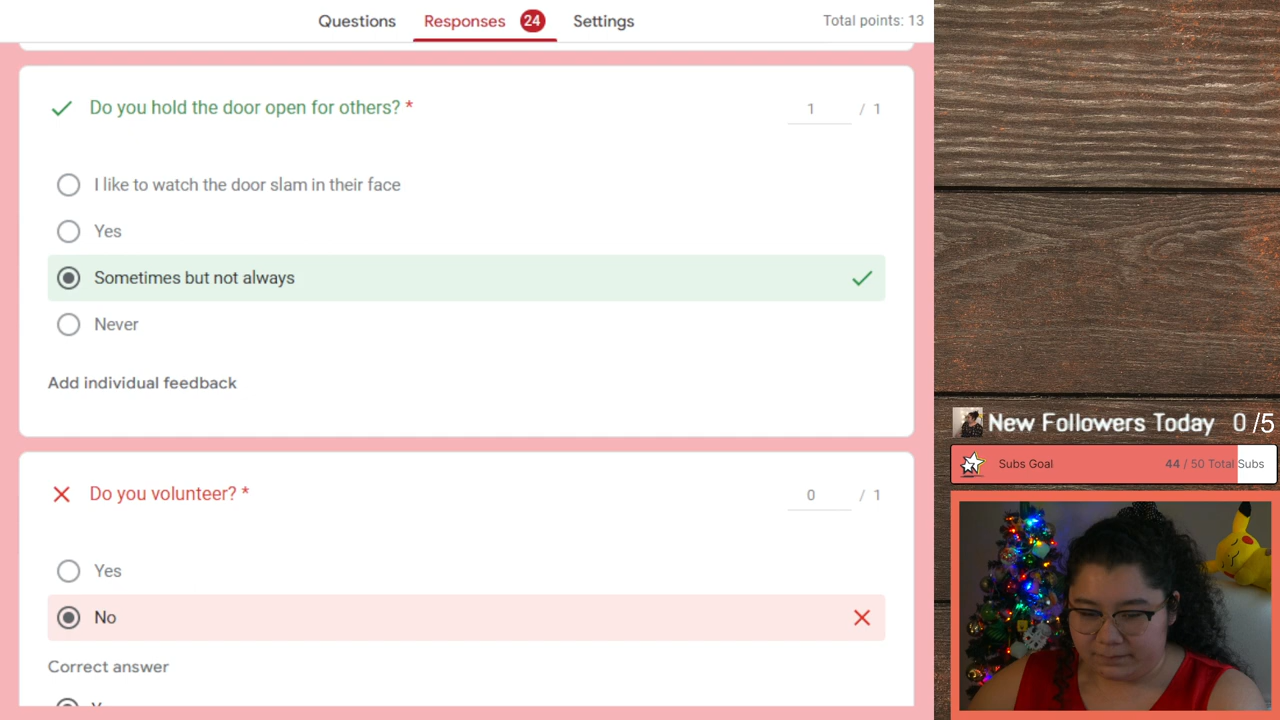 Questions Responses 24 Settings Total points: 13
Do you hold the door open for others? * 1 / 1
I like to watch the door slam in their face
Yes
Sometimes but not always
Never
Add individual feedback
Do you volunteer? * 0 / 1
Yes
No
Correct answer
New Followers Today 0 /5
Subs Goal 44 / 50 Total Subs